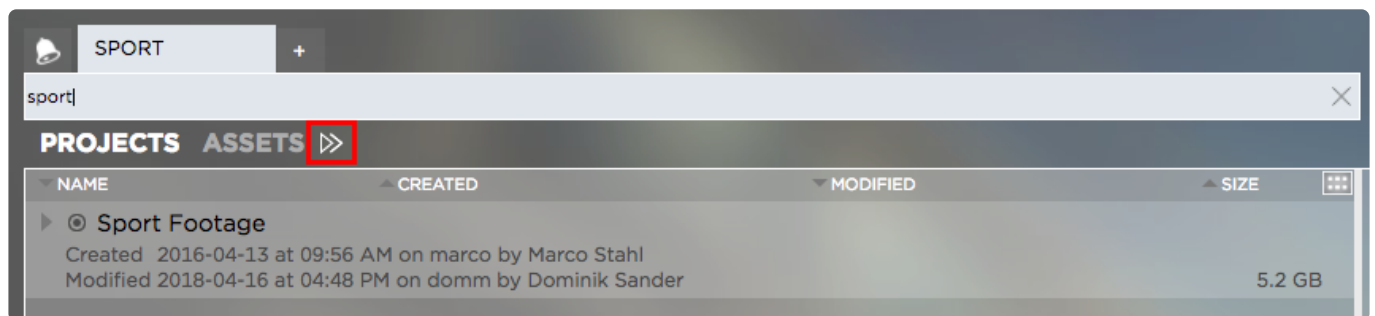 SPORT +
sport
PROJECTS ASSETS
NAME CREATED MODIFIED SIZE
Sport Footage
Created 2016-04-13 at 09:56 AM on marco by Marco Stahl
Modified 2018-04-16 at 04:48 PM on domm by Dominik Sander 5.2 GB